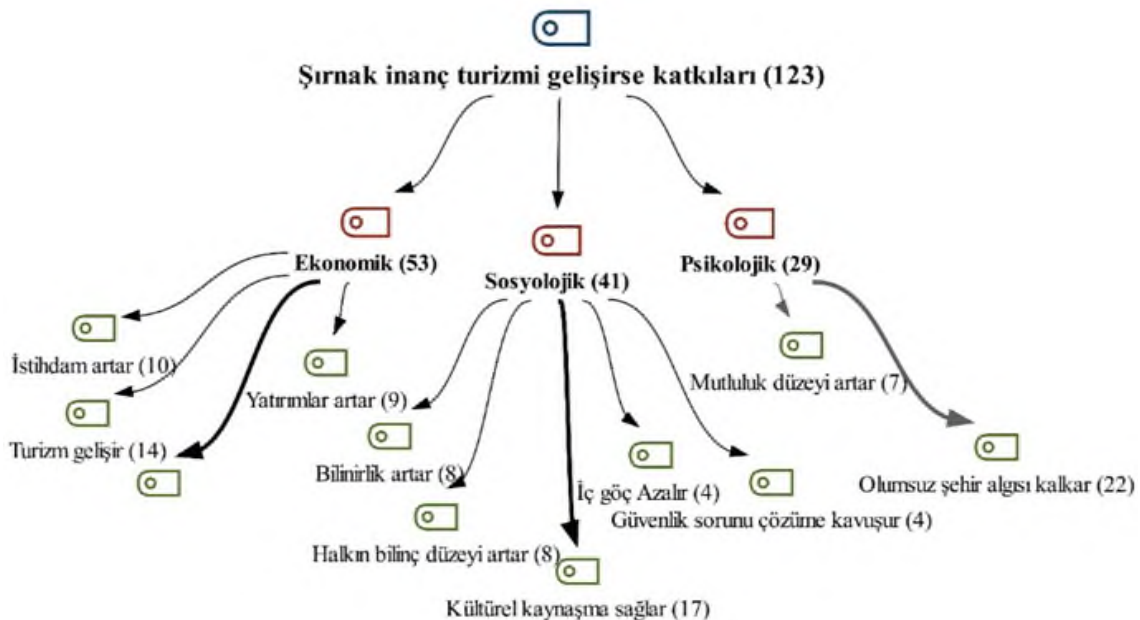 Şırnak inanç turizmi gelişirse katkıları (123)
Ekonomik (53)
Sosyolojik (41)
Psikolojik (29)
İstihdam artar (10)
Turizm gelişir (14)
Yatırımlar artar (9)
Bilinirlik artar (8)
Halkın bilinç düzeyi artar (8)
Kültürel kaynaşma sağlar (17)
İç göç Azalır (4)
Güvenlik sorunu çözüme kavuşur (4)
Mutluluk düzeyi artar (7)
Olumsuz şehir algısı kalkar (22)